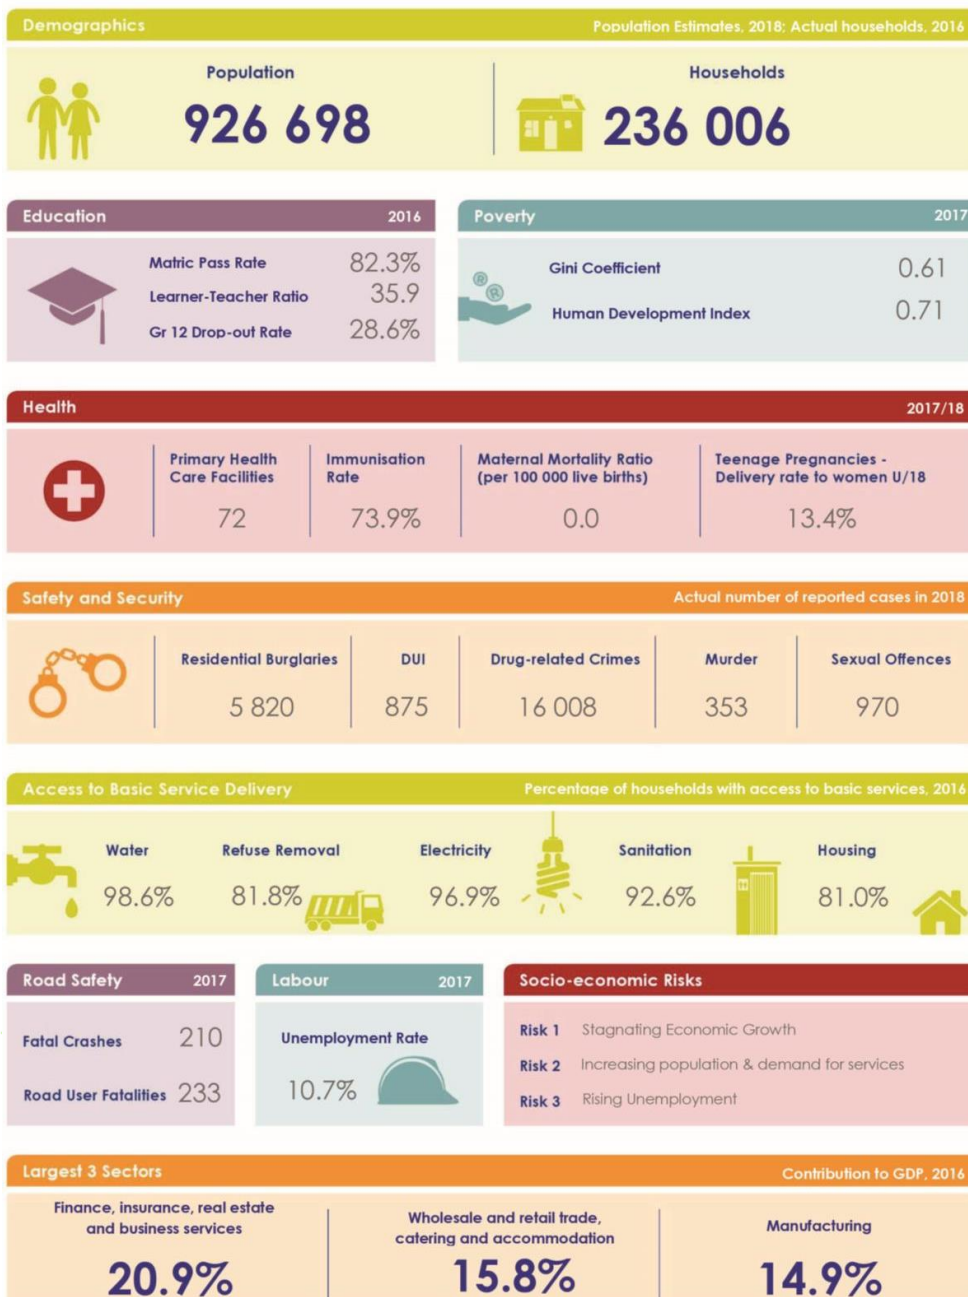 Demographics
Population Estimates, 2018; Actual households, 2016
Population
926 698
Households
236 006
Education
2016
Matric Pass Rate
82.3%
Learner-Teacher Ratio
35.9
Gr 12 Drop-out Rate
28.6%
Poverty
2017
R
R
Gini Coefficient
0.61
Human Development Index
0.71
Health
2017/18
Primary Health
Care Facilities
72
Immunisation
Rate
73.9%
Maternal Mortality Ratio
(per 100 000 live births)
0.0
Teenage Pregnancies -
Delivery rate to women U/18
13.4%
Safety and Security
Actual number of reported cases in 2018
Residential Burglaries
5 820
DUI
875
Drug-related Crimes
16 008
Murder
353
Sexual Offences
970
Access to Basic Service Delivery
Percentage of households with access to basic services, 2016
Water
98.6%
Refuse Removal
81.8%
Electricity
96.9%
Sanitation
92.6%
Housing
81.0%
Road Safety
2017
Fatal Crashes
210
Road User Fatalities
233
Labour
2017
Unemployment Rate
10.7%
Socio-economic Risks
Risk 1 Stagnating Economic Growth
Risk 2 Increasing population & demand for services
Risk 3 Rising Unemployment
Largest 3 Sectors
Contribution to GDP, 2016
Finance, insurance, real estate
and business services
20.9%
Wholesale and retail trade,
catering and accommodation
15.8%
Manufacturing
14.9%